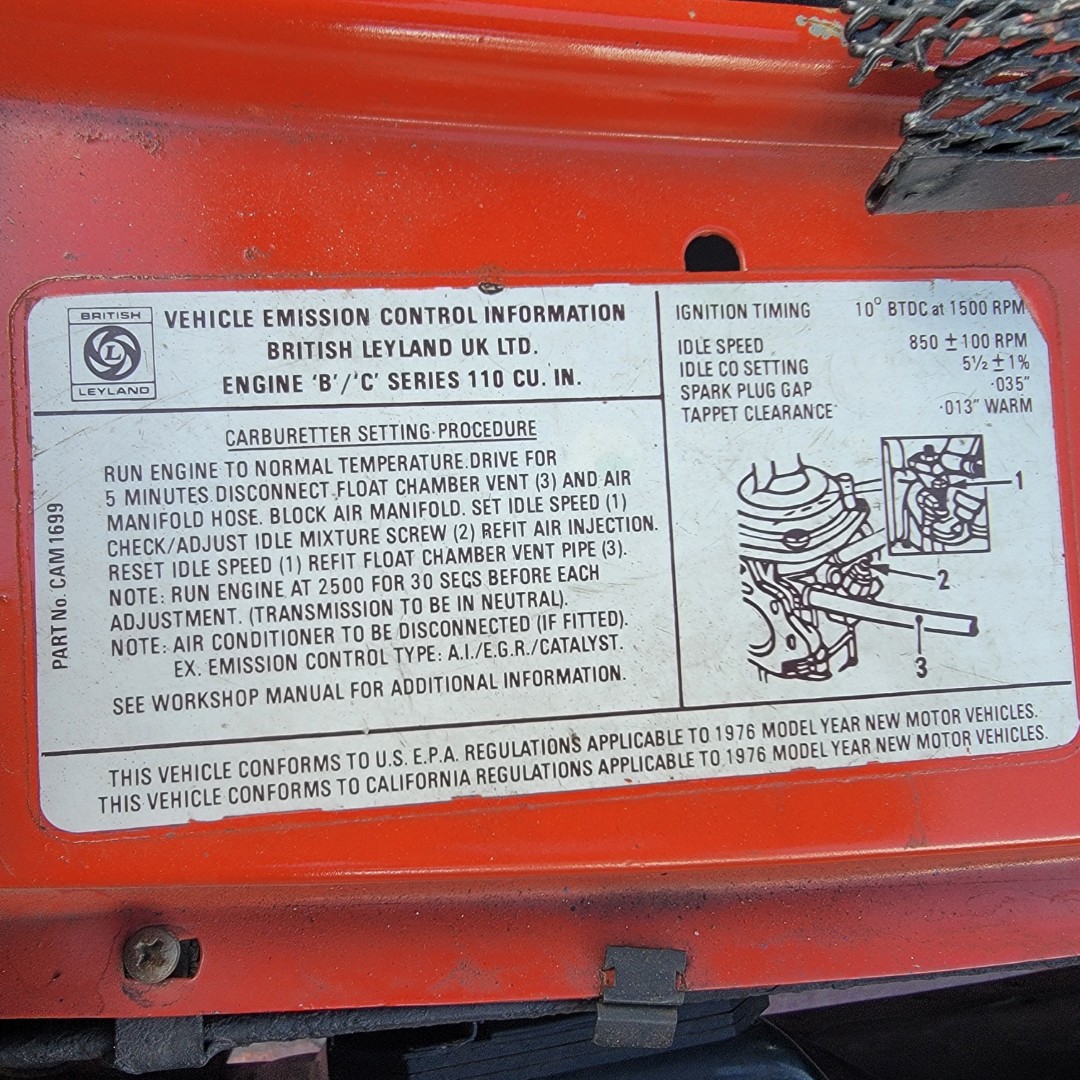 BRITISH
L
LEYLAND
VEHICLE EMISSION CONTROL INFORMATION
BRITISH LEYLAND UK LTD.
ENGINE 'B'/'C' SERIES 110 CU. IN.
CARBURETTER SETTING PROCEDURE
RUN ENGINE TO NORMAL TEMPERATURE.DRIVE FOR
5 MINUTES.DISCONNECT FLOAT CHAMBER VENT (3) AND AIR
MANIFOLD HOSE. BLOCK AIR MANIFOLD. SET IDLE SPEED (1)
CHECK/ADJUST IDLE MIXTURE SCREW (2) REFIT AIR INJECTION.
RESET IDLE SPEED (1) REFIT FLOAT CHAMBER VENT PIPE (3).
NOTE: RUN ENGINE AT 2500 FOR 30 SECS BEFORE EACH
ADJUSTMENT. (TRANSMISSION TO BE IN NEUTRAL).
NOTE: AIR CONDITIONER TO BE DISCONNECTED (IF FITTED).
EX. EMISSION CONTROL TYPE: A.I./E.G.R./CATALYST.
SEE WORKSHOP MANUAL FOR ADDITIONAL INFORMATION.
PART No. CAM 1699
IGNITION TIMING 10° BTDC at 1500 RPM
IDLE SPEED 850 ± 100 RPM
IDLE CO SETTING 5½ ± 1%
SPARK PLUG GAP ·035"
TAPPET CLEARANCE ·013" WARM
1
2
3
THIS VEHICLE CONFORMS TO U.S. E.P.A. REGULATIONS APPLICABLE TO 1976 MODEL YEAR NEW MOTOR VEHICLES.
THIS VEHICLE CONFORMS TO CALIFORNIA REGULATIONS APPLICABLE TO 1976 MODEL YEAR NEW MOTOR VEHICLES.